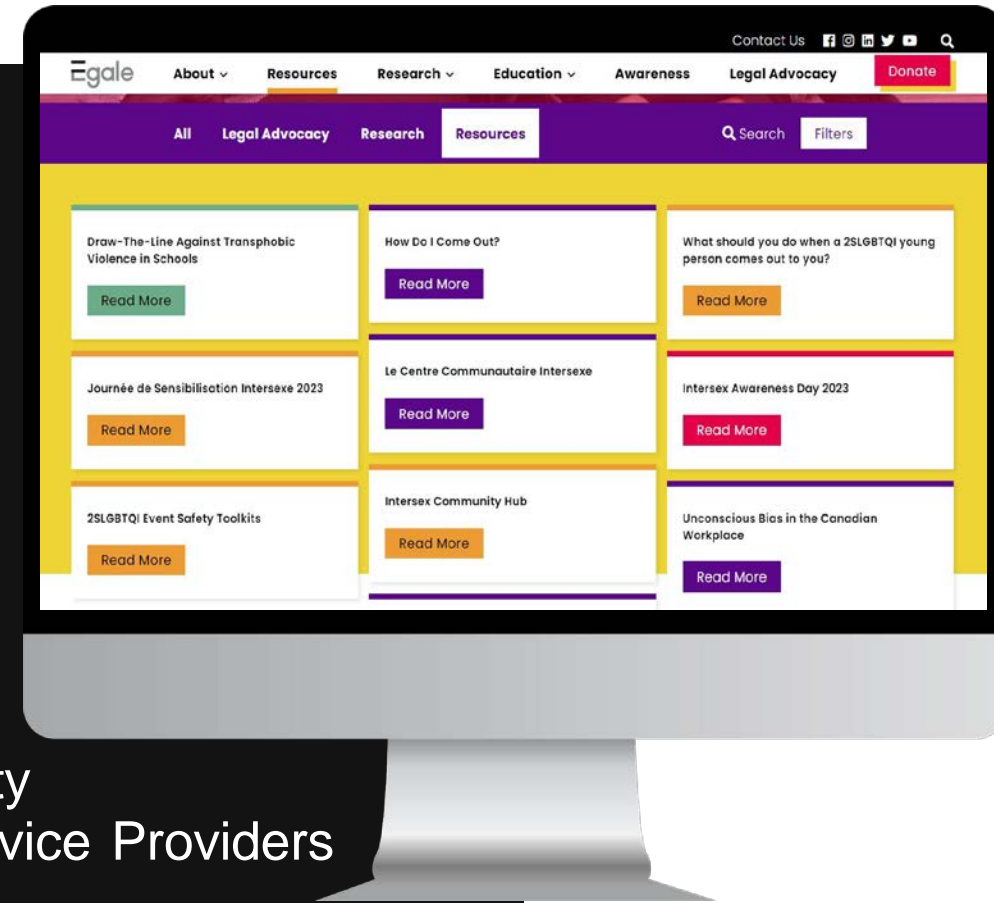 Contact Us
Ēgale About Resources Research Education Awareness Legal Advocacy Donate
All Legal Advocacy Research Resources Search Filters
Draw-The-Line Against Transphobic
Violence in Schools
Read More
How Do I Come Out?
Read More
What should you do when a 2SLGBTQI young
person comes out to you?
Read More
Journée de Sensibilisation Intersexe 2023
Read More
Le Centre Communautaire Intersexe
Read More
Intersex Awareness Day 2023
Read More
2SLGBTQI Event Safety Toolkits
Read More
Intersex Community Hub
Read More
Unconscious Bias in the Canadian
Workplace
Read More
ty
vice Providers